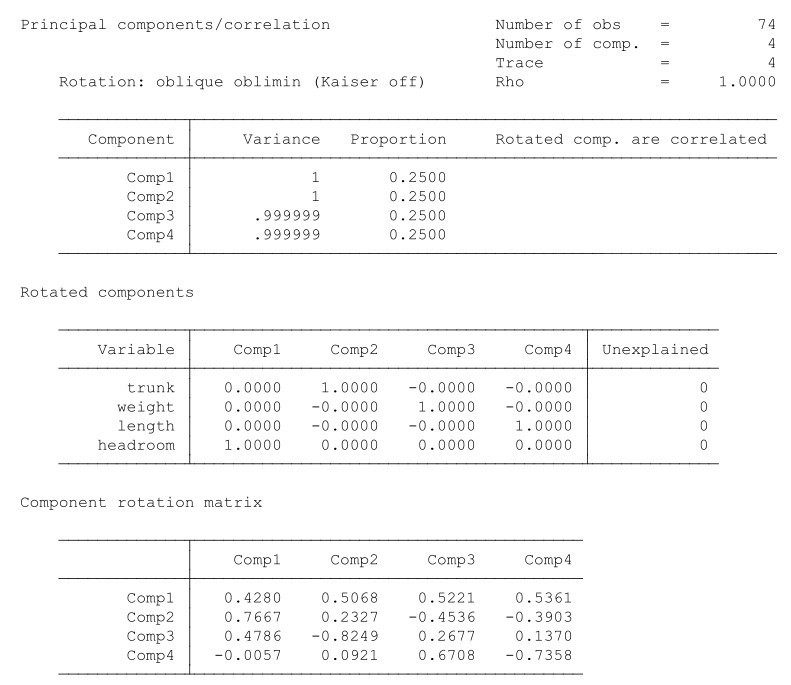 Principal components/correlation Number of obs = 74
Number of comp. = 4
Trace = 4
Rotation: oblique oblimin (Kaiser off) Rho = 1.0000
Component Variance Proportion Rotated comp. are correlated
Comp1 1 0.2500
Comp2 1 0.2500
Comp3 .999999 0.2500
Comp4 .999999 0.2500
Rotated components
Variable Comp1 Comp2 Comp3 Comp4 Unexplained
trunk 0.0000 1.0000 -0.0000 -0.0000 0
weight 0.0000 -0.0000 1.0000 -0.0000 0
length 0.0000 -0.0000 -0.0000 1.0000 0
headroom 1.0000 0.0000 0.0000 0.0000 0
Component rotation matrix
Comp1 Comp2 Comp3 Comp4
Comp1 0.4280 0.5068 0.5221 0.5361
Comp2 0.7667 0.2327 -0.4536 -0.3903
Comp3 0.4786 -0.8249 0.2677 0.1370
Comp4 -0.0057 0.0921 0.6708 -0.7358